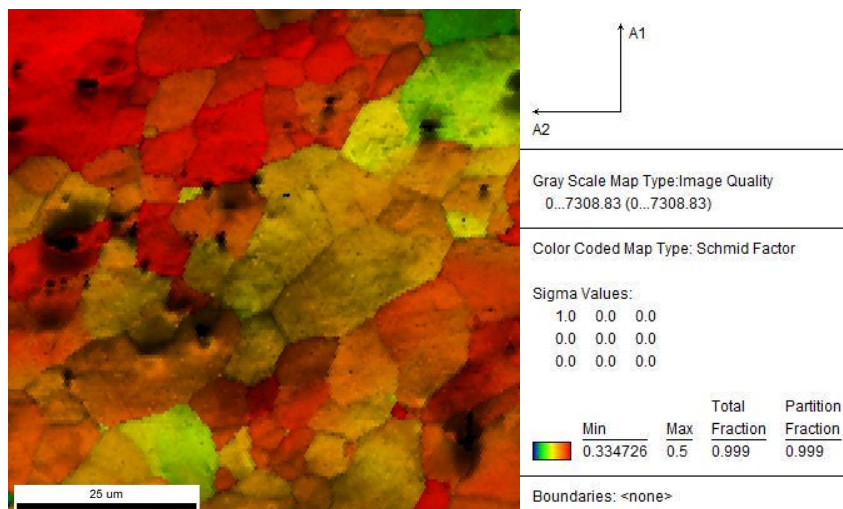 A1
A2
Gray Scale Map Type:Image Quality
0...7308.83 (0...7308.83)
Color Coded Map Type: Schmid Factor
Sigma Values:
1.0 0.0 0.0
0.0 0.0 0.0
0.0 0.0 0.0
Total Partition
Min Max Fraction Fraction
0.334726 0.5 0.999 0.999
Boundaries: <none>
25 um